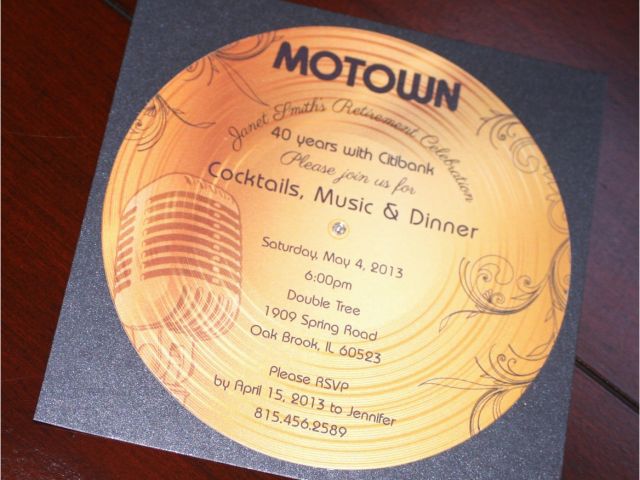 MOTOWN
Janet Smith's Retirement Celebration
40 years with Citibank
Please join us for
Cocktails, Music & Dinner
Saturday, May 4, 2013
6:00pm
Double Tree
1909 Spring Road
Oak Brook, IL 60523
Please RSVP
by April 15, 2013 to Jennifer
815.456.2589